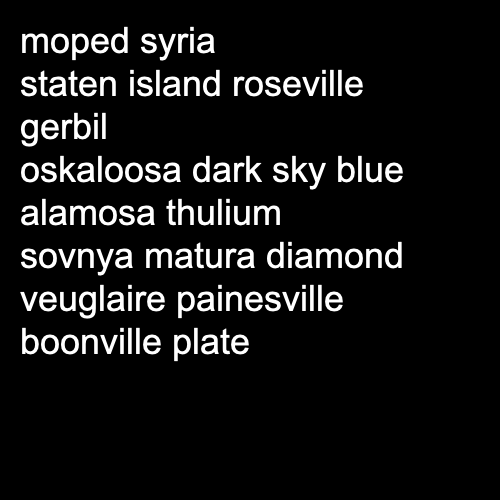 moped syria
staten island roseville
gerbil
oskaloosa dark sky blue
alamosa thulium
sovnya matura diamond
veuglaire painesville
boonville plate